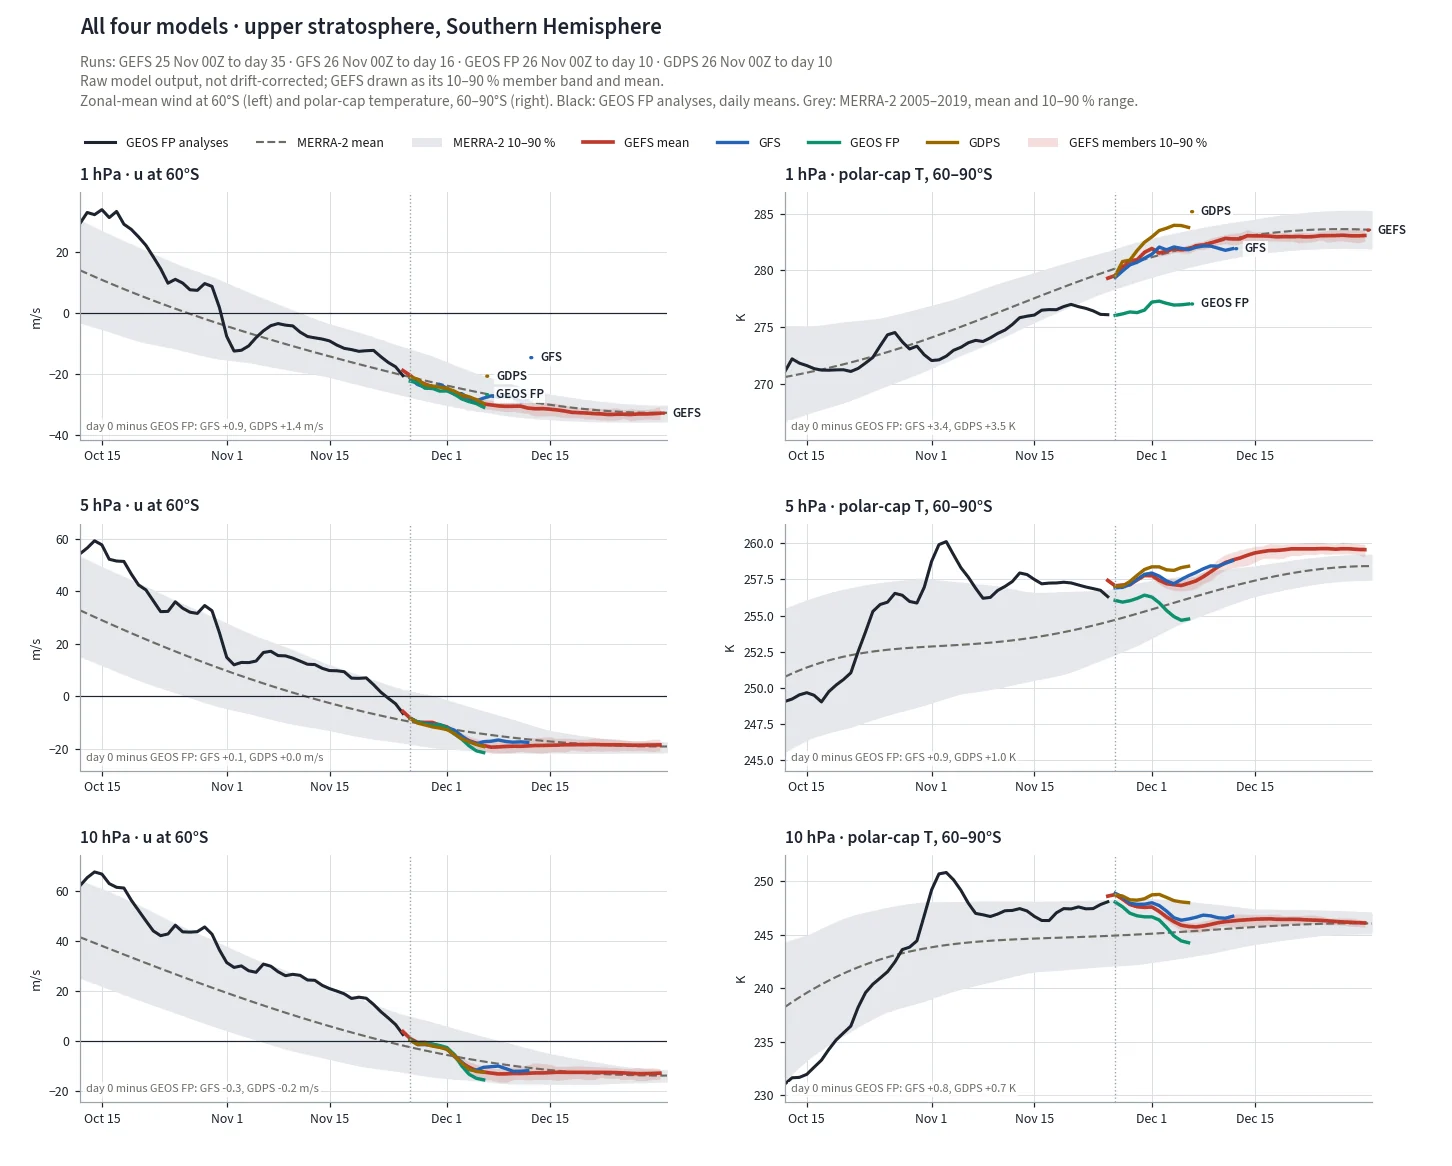 All four models · upper stratosphere, Southern Hemisphere
Runs: GEFS 25 Nov 00Z to day 35 · GFS 26 Nov 00Z to day 16 · GEOS FP 26 Nov 00Z to day 10 · GDPS 26 Nov 00Z to day 10
Raw model output, not drift-corrected; GEFS drawn as its 10–90 % member band and mean.
Zonal-mean wind at 60°S (left) and polar-cap temperature, 60–90°S (right). Black: GEOS FP analyses, daily means. Grey: MERRA-2 2005–2019, mean and 10–90 % range.
GEOS FP analyses MERRA-2 mean MERRA-2 10–90 % GEFS mean GFS GEOS FP GDPS GEFS members 10–90 %
1 hPa · u at 60°S
20
0
−20
−40
m/s
GFS
GDPS
GEOS FP
GEFS
day 0 minus GEOS FP: GFS +0.9, GDPS +1.4 m/s
Oct 15 Nov 1 Nov 15 Dec 1 Dec 15
1 hPa · polar-cap T, 60–90°S
285
280
275
270
K
GDPS
GEFS
GFS
GEOS FP
day 0 minus GEOS FP: GFS +3.4, GDPS +3.5 K
Oct 15 Nov 1 Nov 15 Dec 1 Dec 15
5 hPa · u at 60°S
60
40
20
0
−20
m/s
day 0 minus GEOS FP: GFS +0.1, GDPS +0.0 m/s
Oct 15 Nov 1 Nov 15 Dec 1 Dec 15
5 hPa · polar-cap T, 60–90°S
260.0
257.5
255.0
252.5
250.0
247.5
245.0
K
day 0 minus GEOS FP: GFS +0.9, GDPS +1.0 K
Oct 15 Nov 1 Nov 15 Dec 1 Dec 15
10 hPa · u at 60°S
60
40
20
0
−20
m/s
day 0 minus GEOS FP: GFS -0.3, GDPS -0.2 m/s
Oct 15 Nov 1 Nov 15 Dec 1 Dec 15
10 hPa · polar-cap T, 60–90°S
250
245
240
235
230
K
day 0 minus GEOS FP: GFS +0.8, GDPS +0.7 K
Oct 15 Nov 1 Nov 15 Dec 1 Dec 15